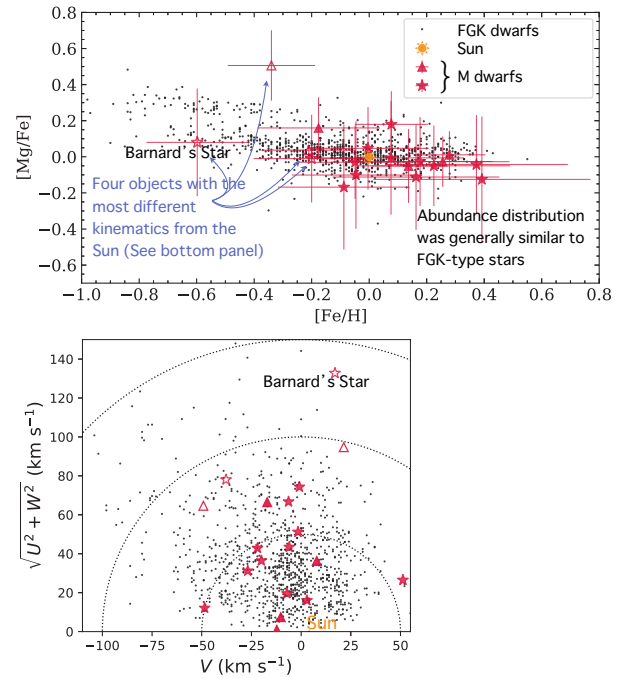 FGK dwarfs
Sun
M dwarfs
[Mg/Fe]
0.6
0.4
0.2
0.0
−0.2
−0.4
−0.6
Barnard's Star
Four objects with the
most different
kinematics from the
Sun (See bottom panel)
Abundance distribution
was generally similar to
FGK-type stars
−1.0 −0.8 −0.6 −0.4 −0.2 0.0 0.2 0.4 0.6 0.8
[Fe/H]
√U² + W² (km s⁻¹)
140
120
100
80
60
40
20
0
Barnard's Star
Sun
−100 −75 −50 −25 0 25 50
V (km s⁻¹)